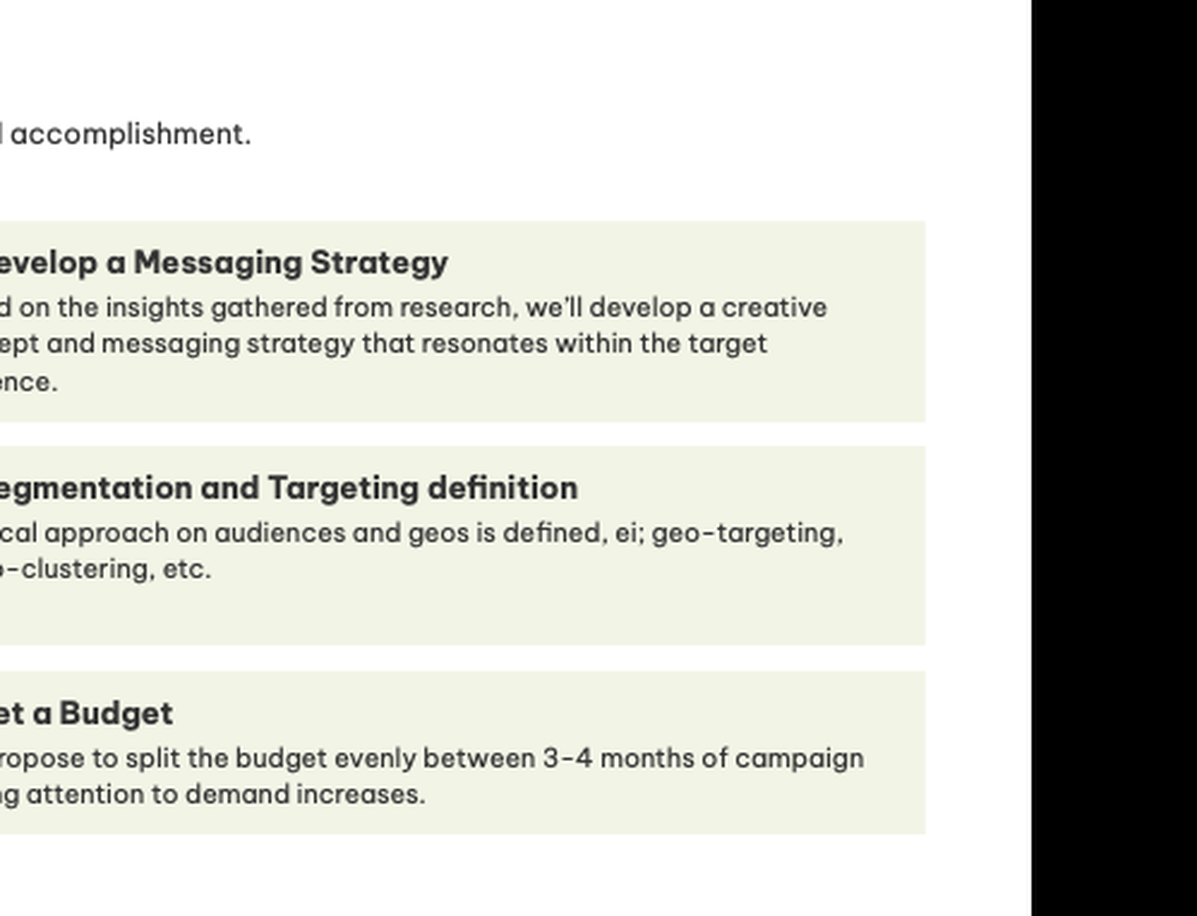 accomplishment.
evelop a Messaging Strategy
d on the insights gathered from research, we'll develop a creative
ept and messaging strategy that resonates within the target
ence.
egmentation and Targeting definition
cal approach on audiences and geos is defined, ei; geo-targeting,
-clustering, etc.
et a Budget
ropose to split the budget evenly between 3-4 months of campaign
ng attention to demand increases.